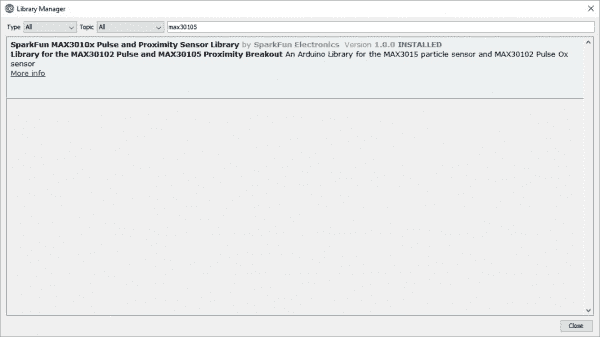 Library Manager
Type All Topic All max30105
SparkFun MAX3010x Pulse and Proximity Sensor Library by SparkFun Electronics Version 1.0.0 INSTALLED
Library for the MAX30102 Pulse and MAX30105 Proximity Breakout An Arduino Library for the MAX3015 particle sensor and MAX30102 Pulse Ox
sensor
More info
Close